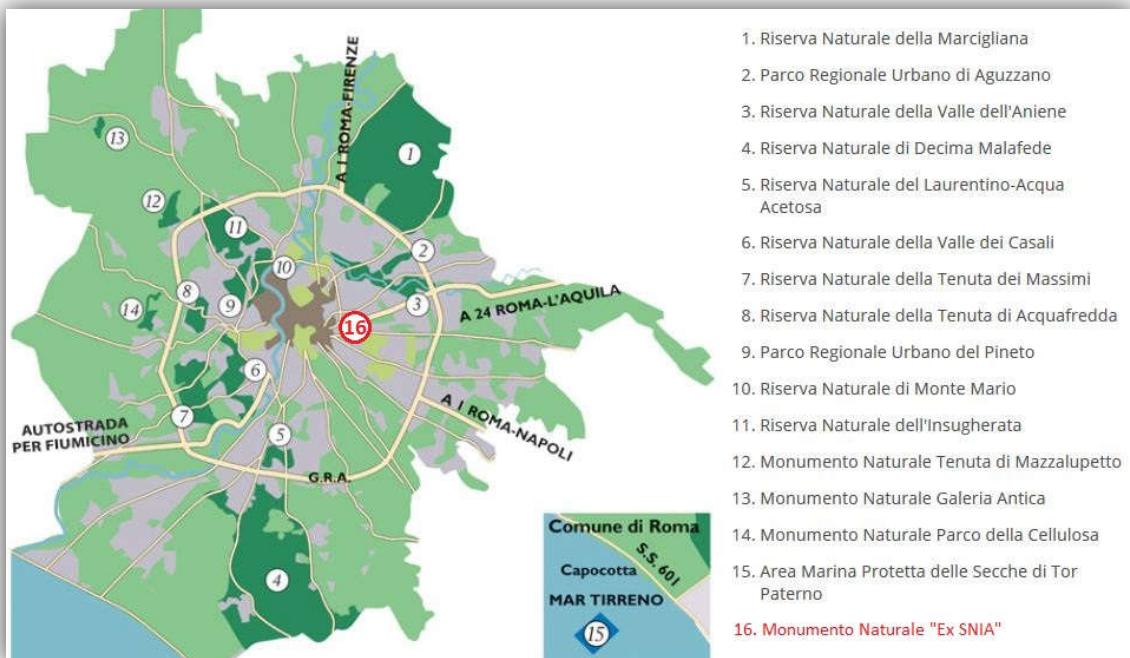 A 1 ROMA-FIRENZE
13
1
12
11
2
10
8
9
3
14
A 24 ROMA-L'AQUILA
16
6
7
AUTOSTRADA
PER FIUMICINO
A 1 ROMA-NAPOLI
5
G.R.A.
4
Comune di Roma
S.S. 601
Capocotta
MAR TIRRENO
15
1. Riserva Naturale della Marcigliana
2. Parco Regionale Urbano di Aguzzano
3. Riserva Naturale della Valle dell'Aniene
4. Riserva Naturale di Decima Malafede
5. Riserva Naturale del Laurentino-Acqua
Acetosa
6. Riserva Naturale della Valle dei Casali
7. Riserva Naturale della Tenuta dei Massimi
8. Riserva Naturale della Tenuta di Acquafredda
9. Parco Regionale Urbano del Pineto
10. Riserva Naturale di Monte Mario
11. Riserva Naturale dell'Insugherata
12. Monumento Naturale Tenuta di Mazzalupetto
13. Monumento Naturale Galeria Antica
14. Monumento Naturale Parco della Cellulosa
15. Area Marina Protetta delle Secche di Tor
Paterno
16. Monumento Naturale "Ex SNIA"